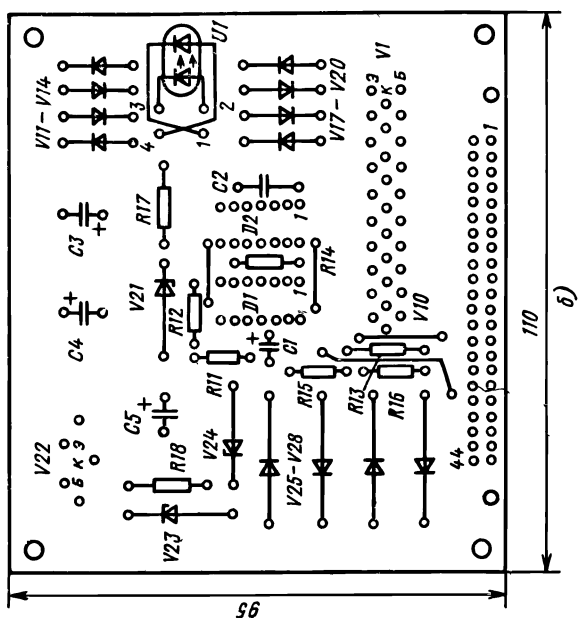 U1
V11-V14
3
4
2
1
V17-V20
V1
Э
К
Б
C3
+
R17
C2
D2
1
1
C4
+
V21
R12
D1
1
R14
C1
+
V10
R11
R15
R13
R16
C5
+
V22
Б К Э
R18
V24
V25-V28
V23
44
110
б)
95